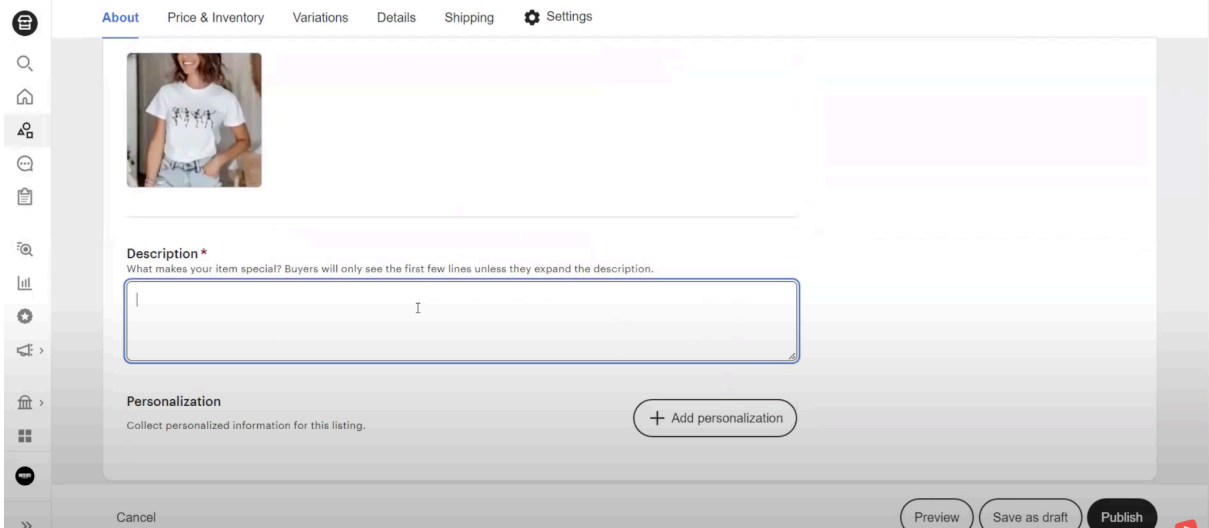 About Price & Inventory Variations Details Shipping Settings
Description *
What makes your item special? Buyers will only see the first few lines unless they expand the description.
Personalization
Collect personalized information for this listing.
+ Add personalization
Cancel Preview Save as draft Publish